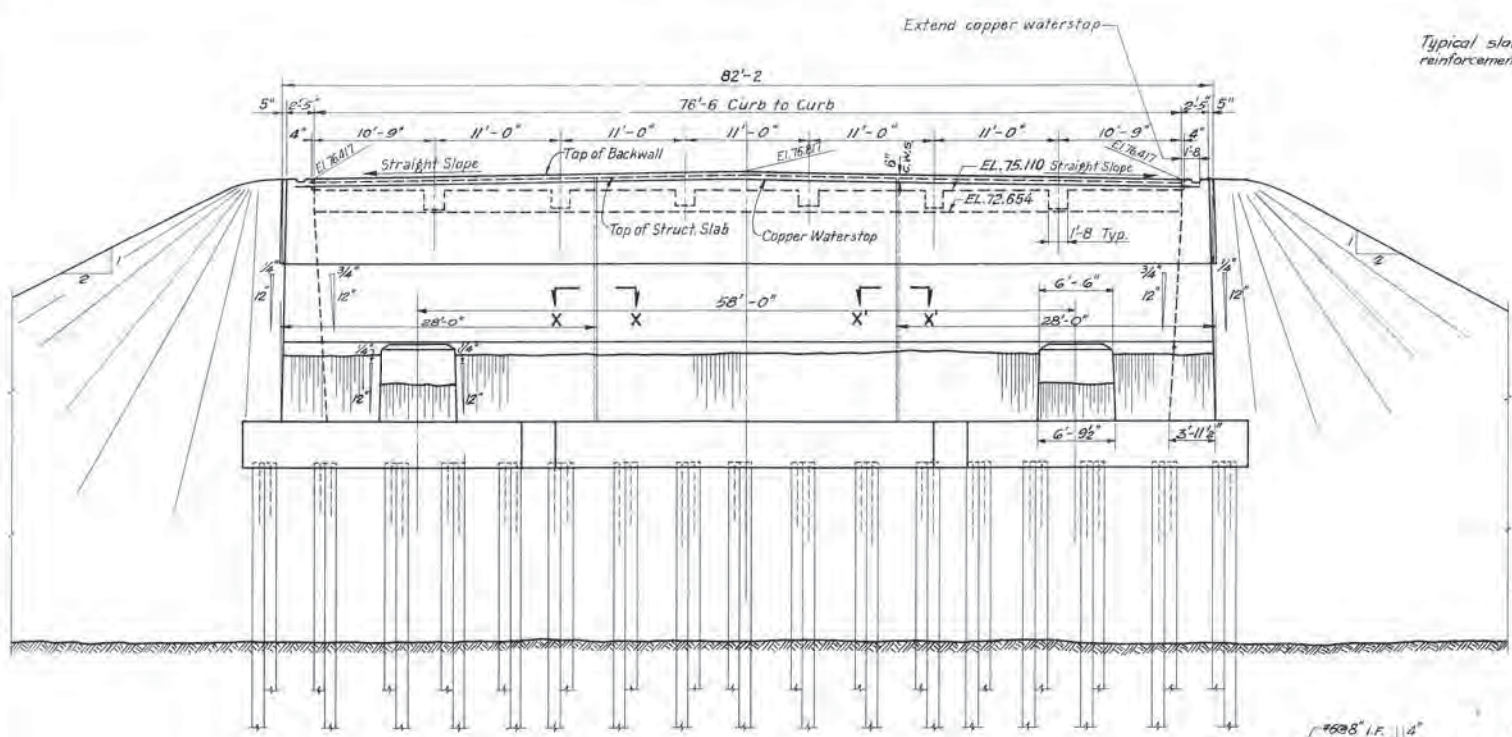 Extend copper waterstop
Typical sla
reinforcement
82'-2
5" 2'-5" 76'-6 Curb to Curb 2'-5" 5"
4" 10'-9" 11'-0" 11'-0" 11'-0" 11'-0" 11'-0" 10'-9" 4"
1'-8
El.76.417 El.76.817 El.76.417
Straight Slope Top of Backwall 6" C.W.S. EL.75.110 Straight Slope
EL.72.654
Top of Struct. Slab Copper Waterstop 1'-8 Typ.
1 2 1 2
1/4" 12" 3/4" 12" 3/4" 12" 1/4" 12"
58'-0" 6'-6"
X X X' X'
28'-0" 28'-0"
1/4" 12" 1/4" 12"
6'-9½" 3'-11½"
4"